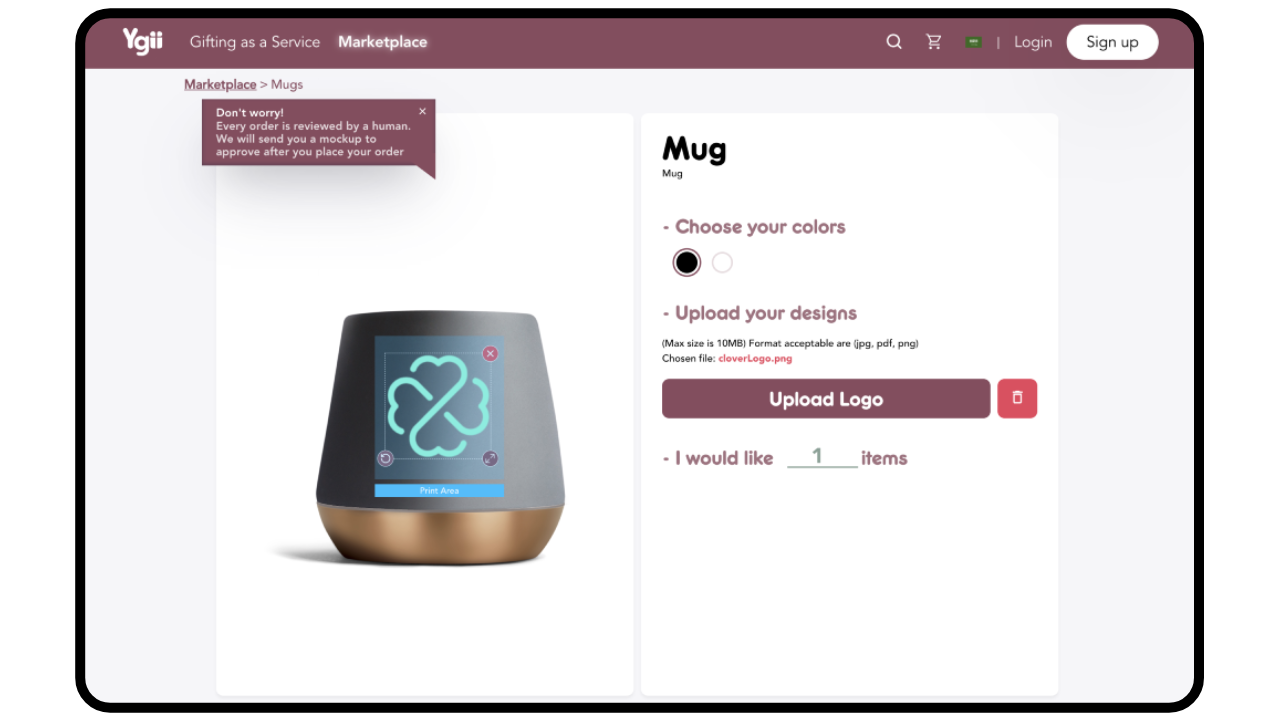 Ygii
Gifting as a Service
Marketplace
|
Login
Sign up
Marketplace > Mugs
Don't worry!
Every order is reviewed by a human.
We will send you a mockup to
approve after you place your order
Print Area
Mug
Mug
- Choose your colors
- Upload your designs
(Max size is 10MB) Format acceptable are (jpg, pdf, png)
Chosen file: cloverLogo.png
Upload Logo
- I would like 1 items